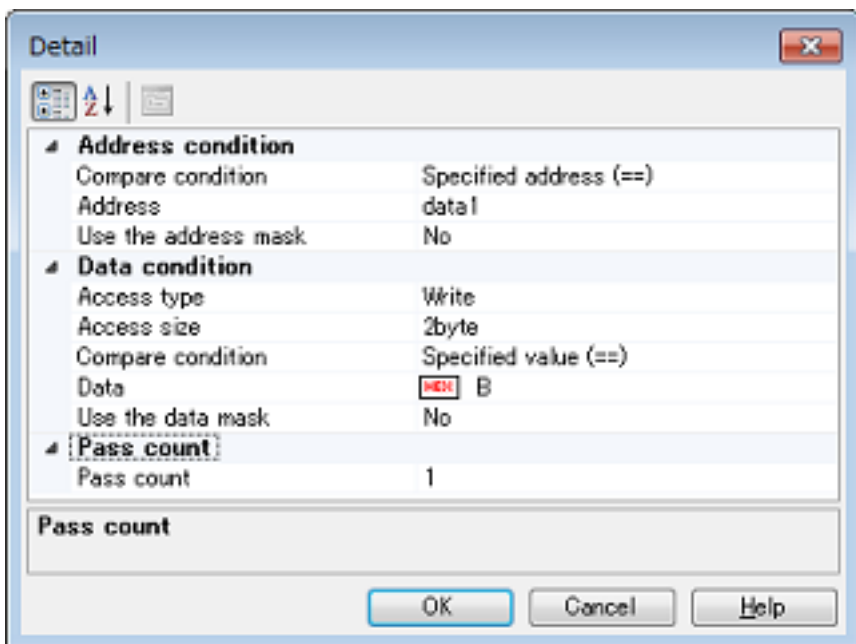 Detail
Address condition
Compare condition Specified address (==)
Address data1
Use the address mask No
Data condition
Access type Write
Access size 2byte
Compare condition Specified value (==)
Data HEX B
Use the data mask No
Pass count
Pass count 1
Pass count
OK Cancel Help